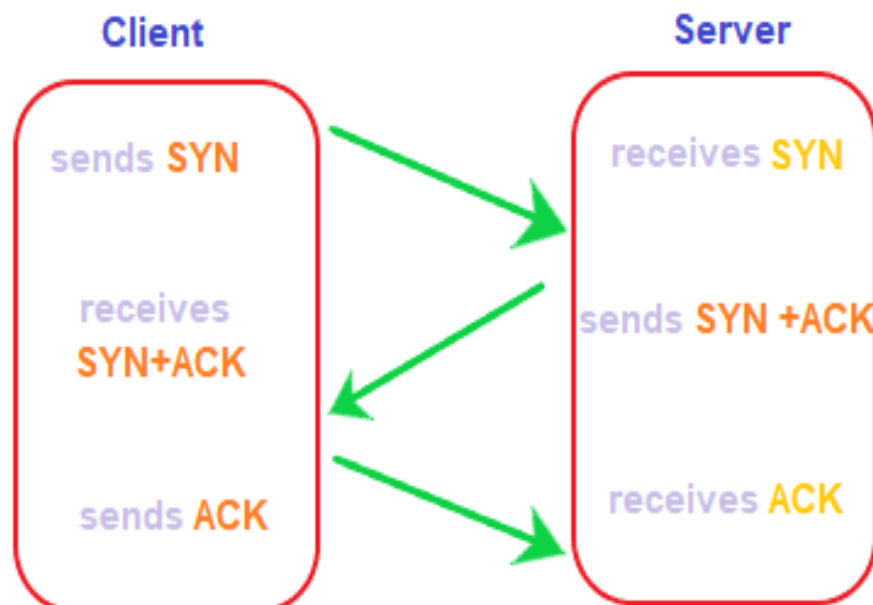 Client
Server
sends SYN
receives SYN
receives
SYN+ACK
sends SYN +ACK
sends ACK
receives ACK